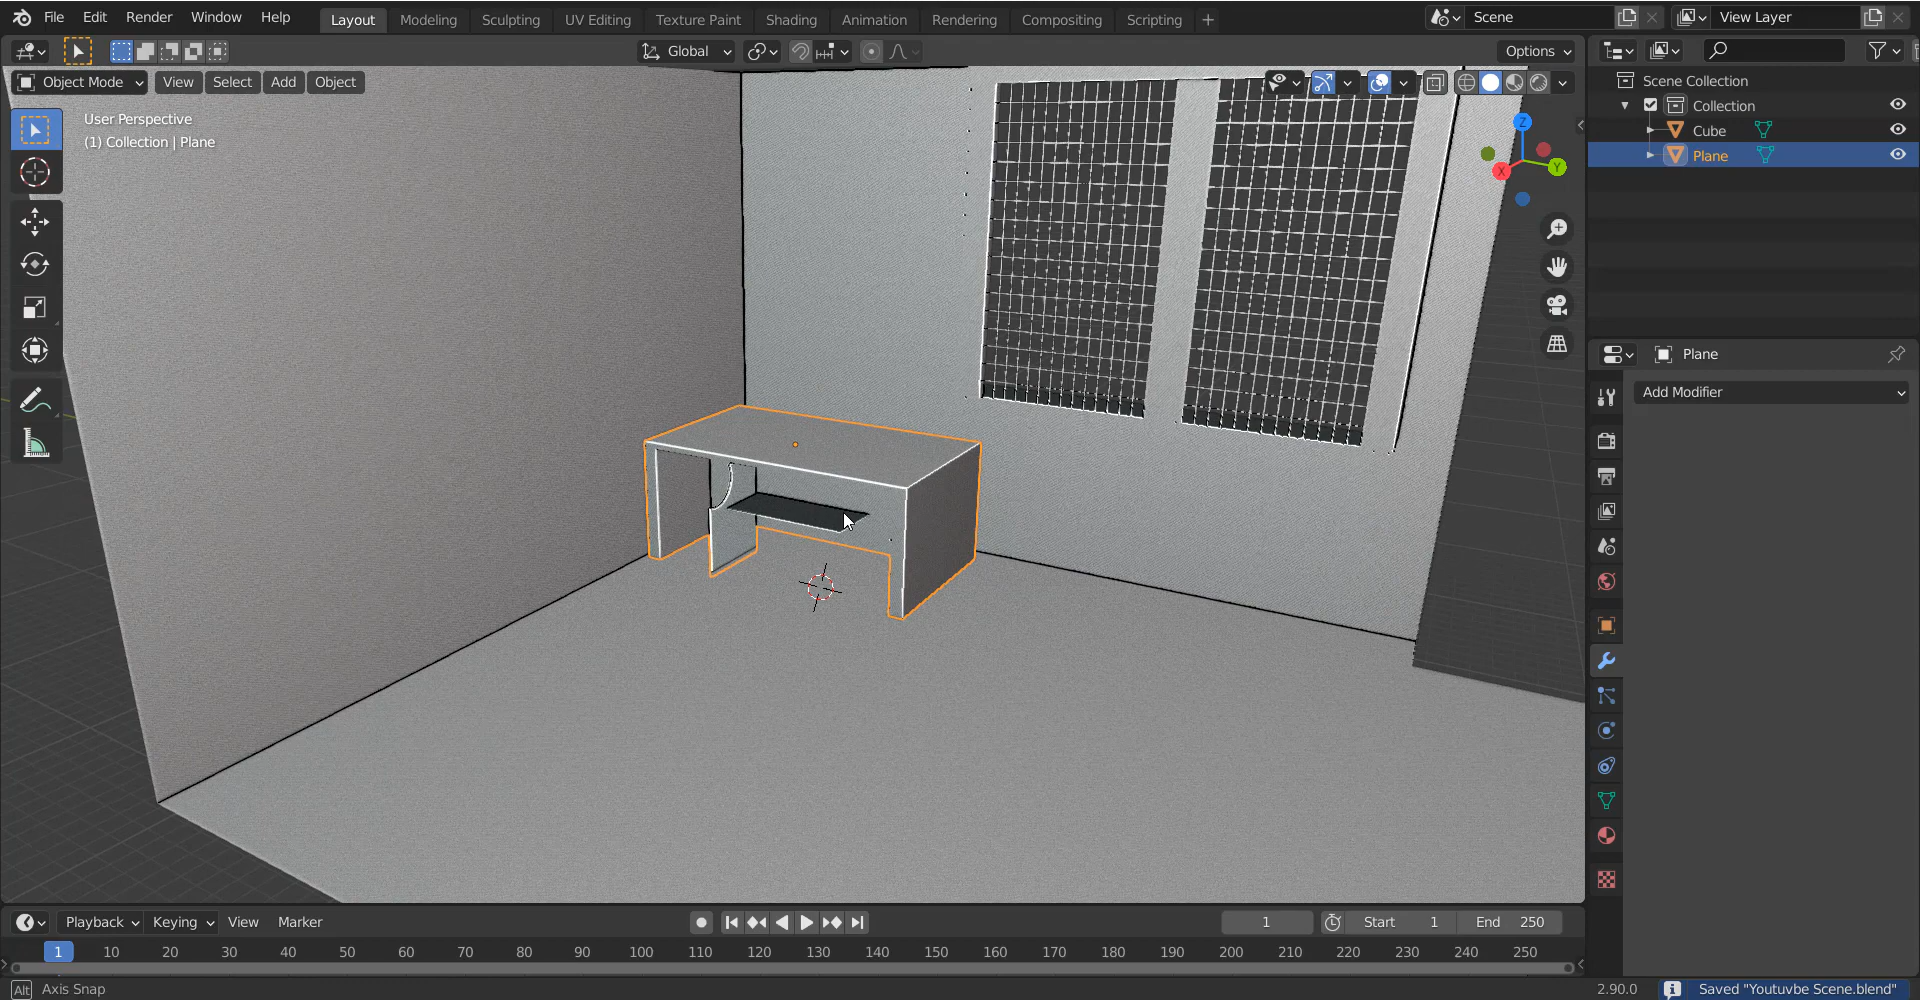 File Edit Render Window Help Layout Modeling Sculpting UV Editing Texture Paint Shading Animation Rendering Compositing Scripting + Scene View Layer
Global Options
Object Mode View Select Add Object
User Perspective
(1) Collection | Plane
Z
Y
X
Scene Collection
Collection
Cube
Plane
Plane
Add Modifier
Playback Keying View Marker 1 Start 1 End 250
1 10 20 30 40 50 60 70 80 90 100 110 120 130 140 150 160 170 180 190 200 210 220 230 240 250
Alt Axis Snap 2.90.0 Saved "Youtuvbe Scene.blend"